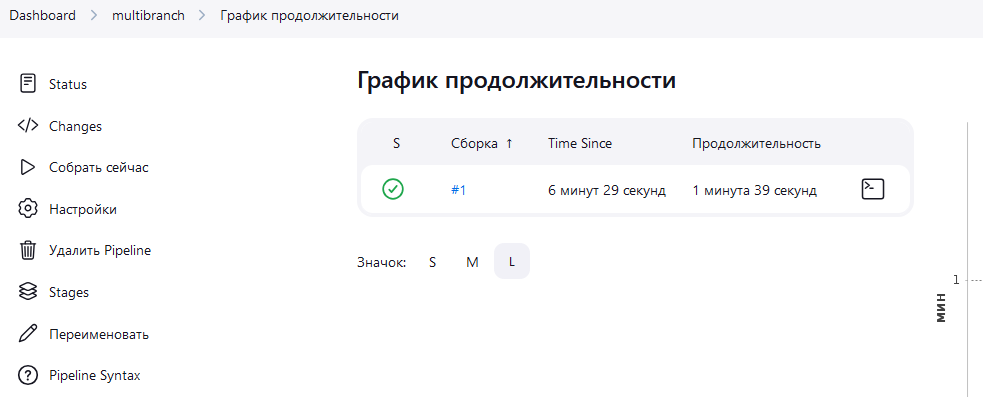 Dashboard > multibranch > График продолжительности
Status
Changes
Собрать сейчас
Настройки
Удалить Pipeline
Stages
Переименовать
Pipeline Syntax
График продолжительности
S Сборка ↑ Time Since Продолжительность
#1 6 минут 29 секунд 1 минута 39 секунд
Значок: S M L
1
мин